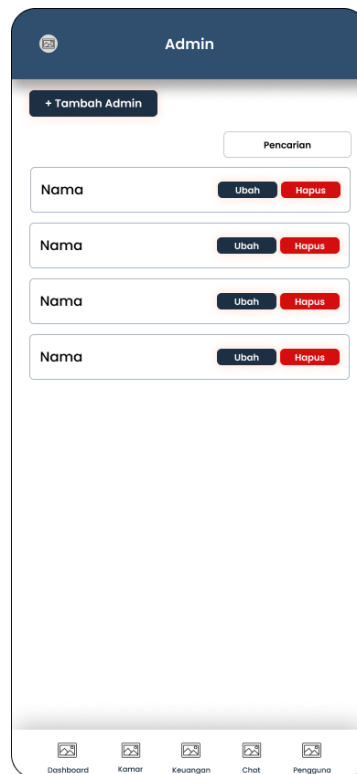 Admin
+ Tambah Admin
Pencarian
Nama Ubah Hapus
Nama Ubah Hapus
Nama Ubah Hapus
Nama Ubah Hapus
Dashboard Kamar Keuangan Chat Pengguna